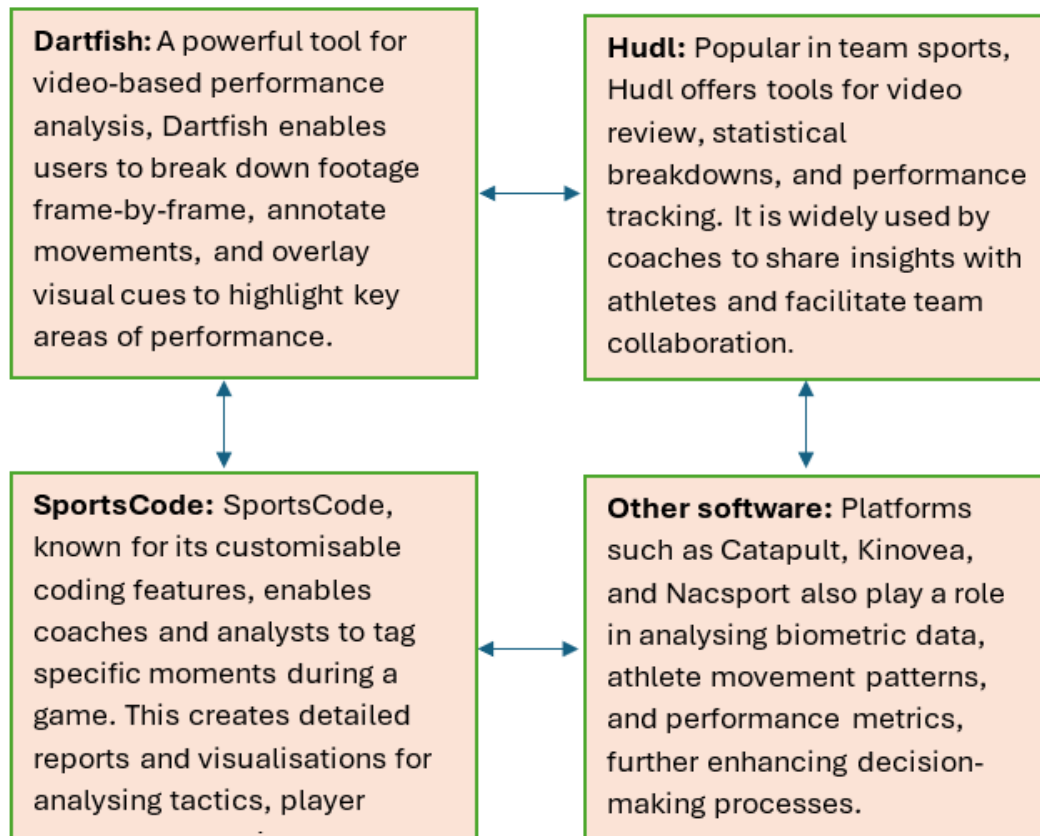 Dartfish: A powerful tool for
video-based performance
analysis, Dartfish enables
users to break down footage
frame-by-frame, annotate
movements, and overlay
visual cues to highlight key
areas of performance.
Hudl: Popular in team sports,
Hudl offers tools for video
review, statistical
breakdowns, and performance
tracking. It is widely used by
coaches to share insights with
athletes and facilitate team
collaboration.
SportsCode: SportsCode,
known for its customisable
coding features, enables
coaches and analysts to tag
specific moments during a
game. This creates detailed
reports and visualisations for
analysing tactics, player
Other software: Platforms
such as Catapult, Kinovea,
and Nacsport also play a role
in analysing biometric data,
athlete movement patterns,
and performance metrics,
further enhancing decision-
making processes.